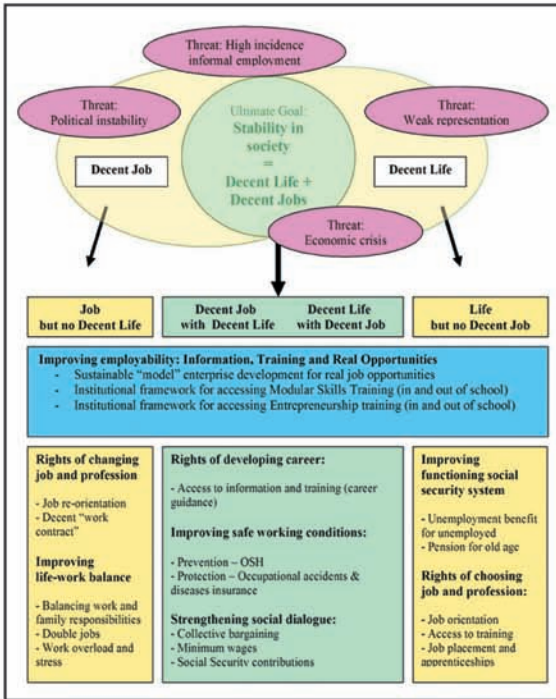 Threat: High incidence
informal employment
Threat:
Political instability
Ultimate Goal:
Stability in
society
=
Decent Life +
Decent Jobs
Threat:
Weak representation
Decent Job
Decent Life
Threat:
Economic crisis
Job
but no Decent Life
Decent Job
with Decent Life
Decent Life
with Decent Job
Life
but no Decent Job
Improving employability: Information, Training and Real Opportunities
- Sustainable “model” enterprise development for real job opportunities
- Institutional framework for accessing Modular Skills Training (in and out of school)
- Institutional framework for accessing Entrepreneurship training (in and out of school)
Rights of changing
job and profession
- Job re-orientation
- Decent “work
contract”
Improving
life-work balance
- Balancing work and
family responsibilities
- Double jobs
- Work overload and
stress
Rights of developing career:
- Access to information and training (career
guidance)
Improving safe working conditions:
- Prevention – OSH
- Protection – Occupational accidents &
diseases insurance
Strengthening social dialogue:
- Collective bargaining
- Minimum wages
- Social Security contributions
Improving
functioning social
security system
- Unemployment benefit
for unemployed
- Pension for old age
Rights of choosing
job and profession:
- Job orientation
- Access to training
- Job placement and
apprenticeships